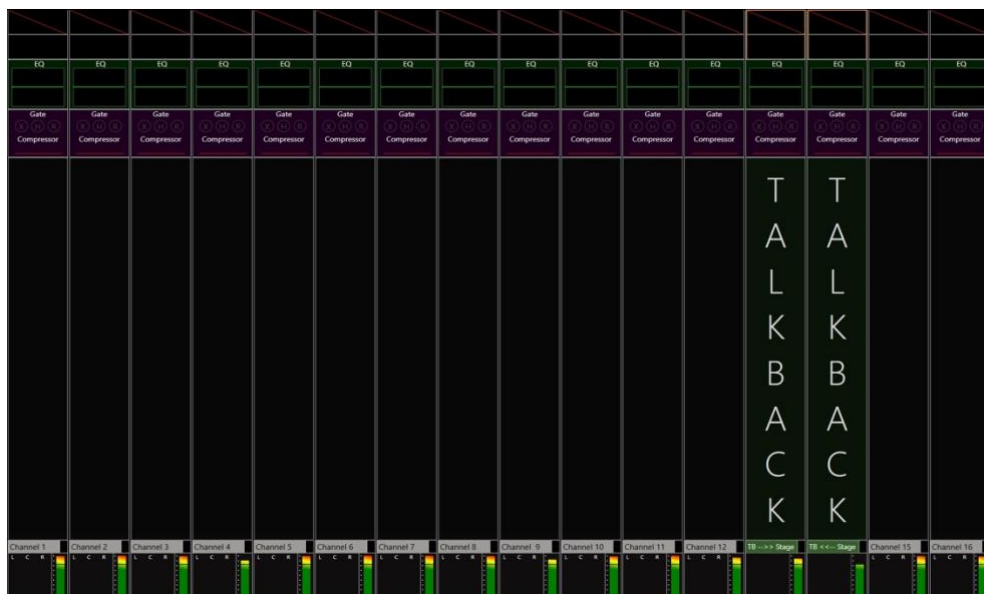 EQ EQ EQ EQ EQ EQ EQ EQ EQ EQ EQ EQ EQ EQ EQ EQ
Gate Gate Gate Gate Gate Gate Gate Gate Gate Gate Gate Gate Gate Gate Gate Gate
X H R X H R X H R X H R X H R X H R X H R X H R X H R X H R X H R X H R X H R X H R X H R X H R
Compressor Compressor Compressor Compressor Compressor Compressor Compressor Compressor Compressor Compressor Compressor Compressor Compressor Compressor Compressor Compressor
T T
A A
L L
K K
B B
A A
C C
K K
Channel 1 Channel 2 Channel 3 Channel 4 Channel 5 Channel 6 Channel 7 Channel 8 Channel 9 Channel 10 Channel 11 Channel 12 TB -->> Stage TB <<-- Stage Channel 15 Channel 16
L C R L C R L C R L C R L C R L C R L C R L C R L C R L C R L C R L C R L C R L C R